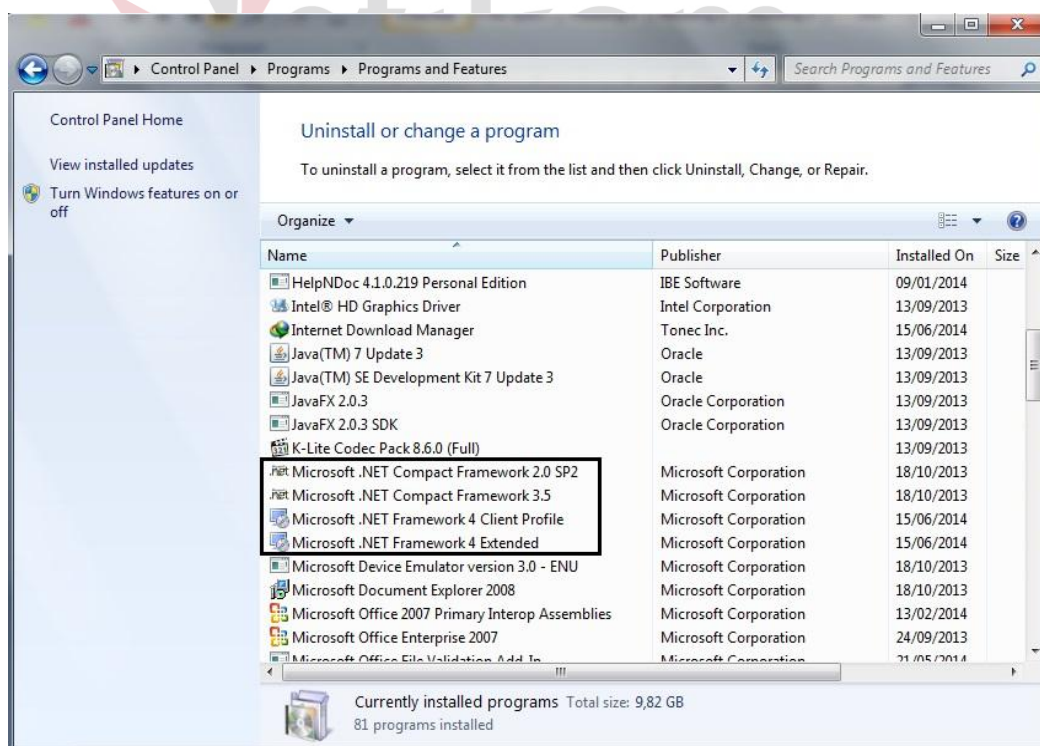 Control Panel ▸ Programs ▸ Programs and Features
Search Programs and Features
Control Panel Home
View installed updates
Turn Windows features on or
off
Uninstall or change a program
To uninstall a program, select it from the list and then click Uninstall, Change, or Repair.
Organize
Name Publisher Installed On Size
HelpNDoc 4.1.0.219 Personal Edition IBE Software 09/01/2014
Intel® HD Graphics Driver Intel Corporation 13/09/2013
Internet Download Manager Tonec Inc. 15/06/2014
Java(TM) 7 Update 3 Oracle 13/09/2013
Java(TM) SE Development Kit 7 Update 3 Oracle 13/09/2013
JavaFX 2.0.3 Oracle Corporation 13/09/2013
JavaFX 2.0.3 SDK Oracle Corporation 13/09/2013
K-Lite Codec Pack 8.6.0 (Full) 13/09/2013
Microsoft .NET Compact Framework 2.0 SP2 Microsoft Corporation 18/10/2013
Microsoft .NET Compact Framework 3.5 Microsoft Corporation 18/10/2013
Microsoft .NET Framework 4 Client Profile Microsoft Corporation 15/06/2014
Microsoft .NET Framework 4 Extended Microsoft Corporation 15/06/2014
Microsoft Device Emulator version 3.0 - ENU Microsoft Corporation 18/10/2013
Microsoft Document Explorer 2008 Microsoft Corporation 18/10/2013
Microsoft Office 2007 Primary Interop Assemblies Microsoft Corporation 13/02/2014
Microsoft Office Enterprise 2007 Microsoft Corporation 24/09/2013
Microsoft Office File Validation Add-In Microsoft Corporation 21/05/2014
Currently installed programs Total size: 9,82 GB
81 programs installed